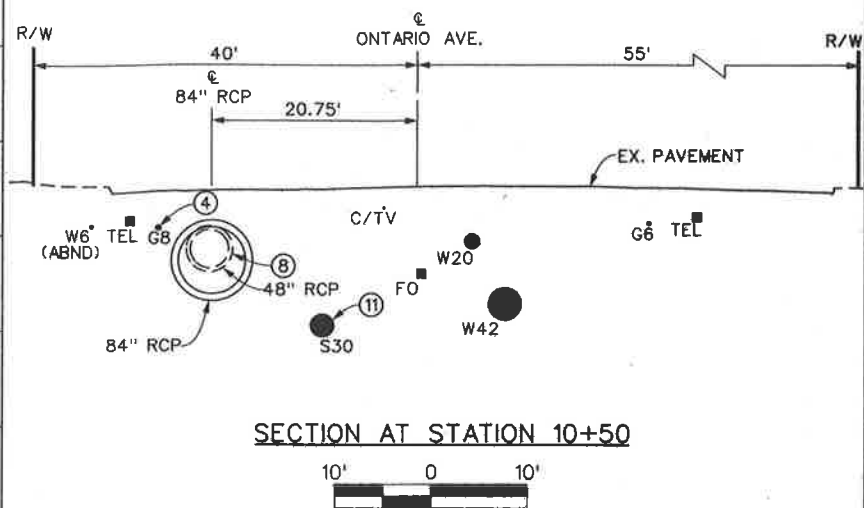 R/W
℄
ONTARIO AVE.
R/W
40'
55'
℄
84" RCP
20.75'
EX. PAVEMENT
4
C/TV
W6
(ABND)
TEL
G8
G6
TEL
W20
8
48" RCP
FO
11
W42
84" RCP
S30
SECTION AT STATION 10+50
10'
0
10'